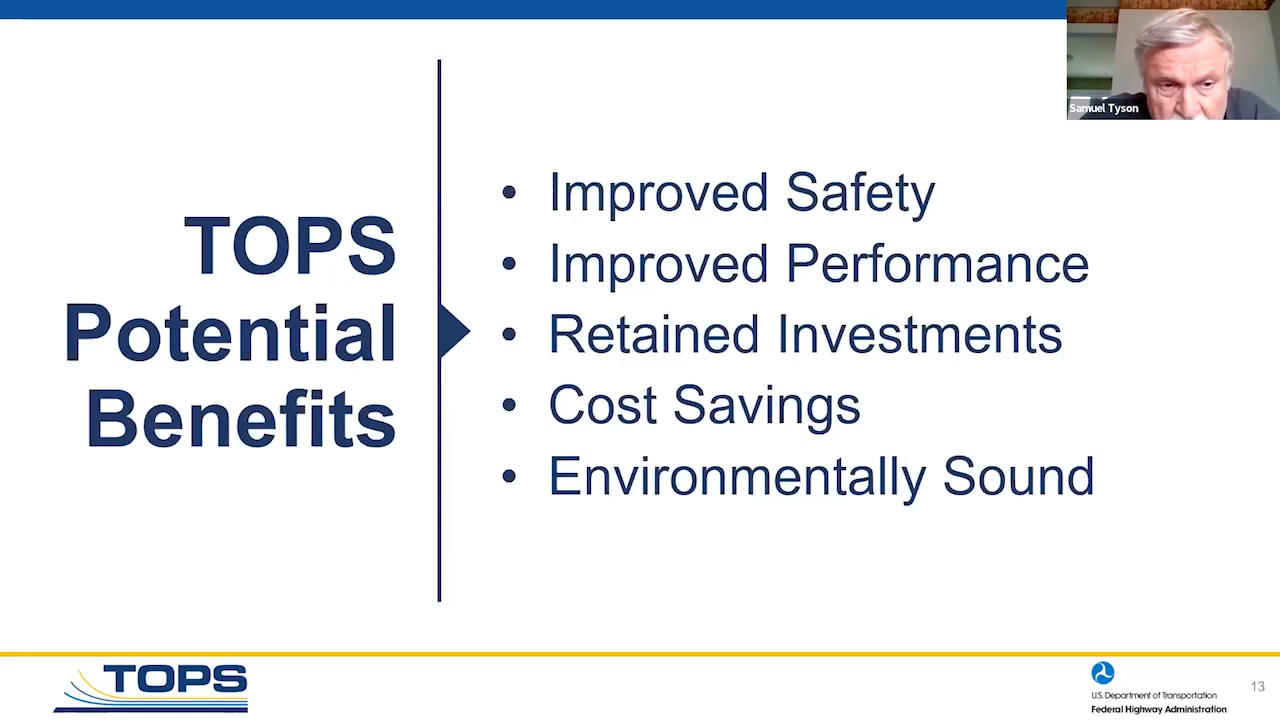 Samuel Tyson
TOPS
Potential
Benefits
• Improved Safety
• Improved Performance
• Retained Investments
• Cost Savings
• Environmentally Sound
TOPS
U.S. Department of Transportation
Federal Highway Administration
13